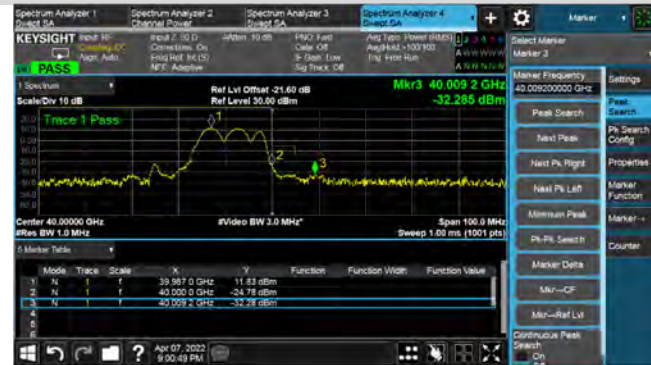 Spectrum Analyzer 1
Swept SA
Spectrum Analyzer 2
Channel Power
Spectrum Analyzer 3
Swept SA
Spectrum Analyzer 4
Swept SA
+
Marker
KEYSIGHT Input: RF
Coupling: DC
Align: Auto
Input Z: 50 Ω
Corrections: On
Freq Ref: Int (S)
NFE: Adaptive
#Atten: 10 dB
PNO: Fast
Gate: Off
IF Gain: Low
Sig Track: Off
Avg Type: Power (RMS)
Avg|Hold:>100/100
Trig: Free Run
PASS
Select Marker
Marker 3
1 Spectrum
Scale/Div 10 dB
Ref Lvl Offset -21.60 dB
Ref Level 30.00 dBm
Mkr3 40.009 2 GHz
-32.285 dBm
Trace 1 Pass
1
2
3
Center 40.00000 GHz
#Res BW 1.0 MHz
#Video BW 3.0 MHz*
Span 100.0 MHz
Sweep 1.00 ms (1001 pts)
5 Marker Table
Mode Trace Scale X Y Function Function Width Function Value
1 N 1 f 39.987 0 GHz 11.83 dBm
2 N 1 f 40.000 0 GHz -24.78 dBm
3 N 1 f 40.009 2 GHz -32.28 dBm
4
5
6
Apr 07, 2022
9:00:49 PM
Marker Frequency
40.009200000 GHz
Peak Search
Next Peak
Next Pk Right
Next Pk Left
Minimum Peak
Pk-Pk Search
Marker Delta
Mkr→CF
Mkr→Ref Lvl
Continuous Peak
Search
On
Off
Settings
Peak
Search
Pk Search
Config
Properties
Marker
Function
Marker→
Counter